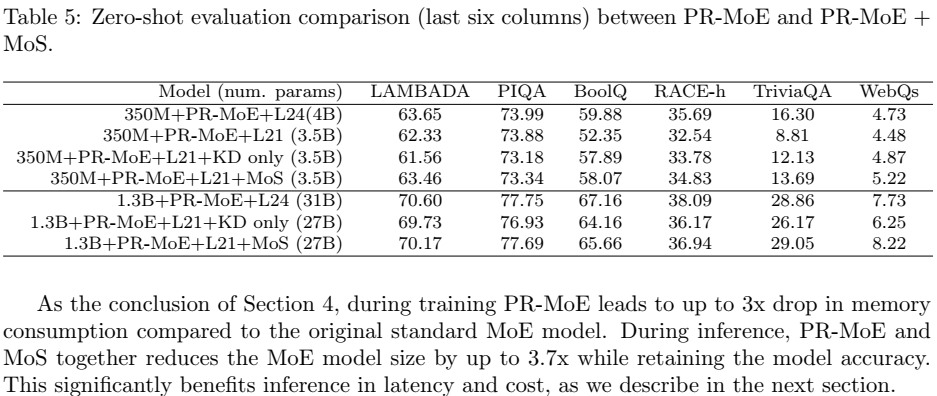 Table 5: Zero-shot evaluation comparison (last six columns) between PR-MoE and PR-MoE +
MoS.
Model (num. params) LAMBADA PIQA BoolQ RACE-h TriviaQA WebQs
350M+PR-MoE+L24(4B) 63.65 73.99 59.88 35.69 16.30 4.73
350M+PR-MoE+L21 (3.5B) 62.33 73.88 52.35 32.54 8.81 4.48
350M+PR-MoE+L21+KD only (3.5B) 61.56 73.18 57.89 33.78 12.13 4.87
350M+PR-MoE+L21+MoS (3.5B) 63.46 73.34 58.07 34.83 13.69 5.22
1.3B+PR-MoE+L24 (31B) 70.60 77.75 67.16 38.09 28.86 7.73
1.3B+PR-MoE+L21+KD only (27B) 69.73 76.93 64.16 36.17 26.17 6.25
1.3B+PR-MoE+L21+MoS (27B) 70.17 77.69 65.66 36.94 29.05 8.22
As the conclusion of Section 4, during training PR-MoE leads to up to 3x drop in memory
consumption compared to the original standard MoE model. During inference, PR-MoE and
MoS together reduces the MoE model size by up to 3.7x while retaining the model accuracy.
This significantly benefits inference in latency and cost, as we describe in the next section.